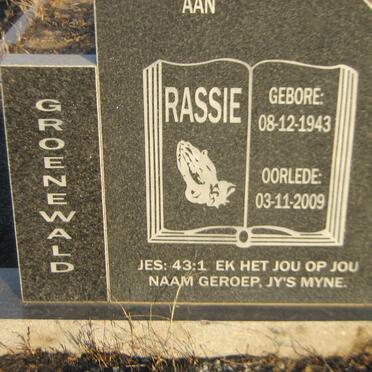 AAN
GROENEWALD
RASSIE
GEBORE:
08-12-1943
OORLEDE:
03-11-2009
JES: 43:1 EK HET JOU OP JOU
NAAM GEROEP, JY'S MYNE.